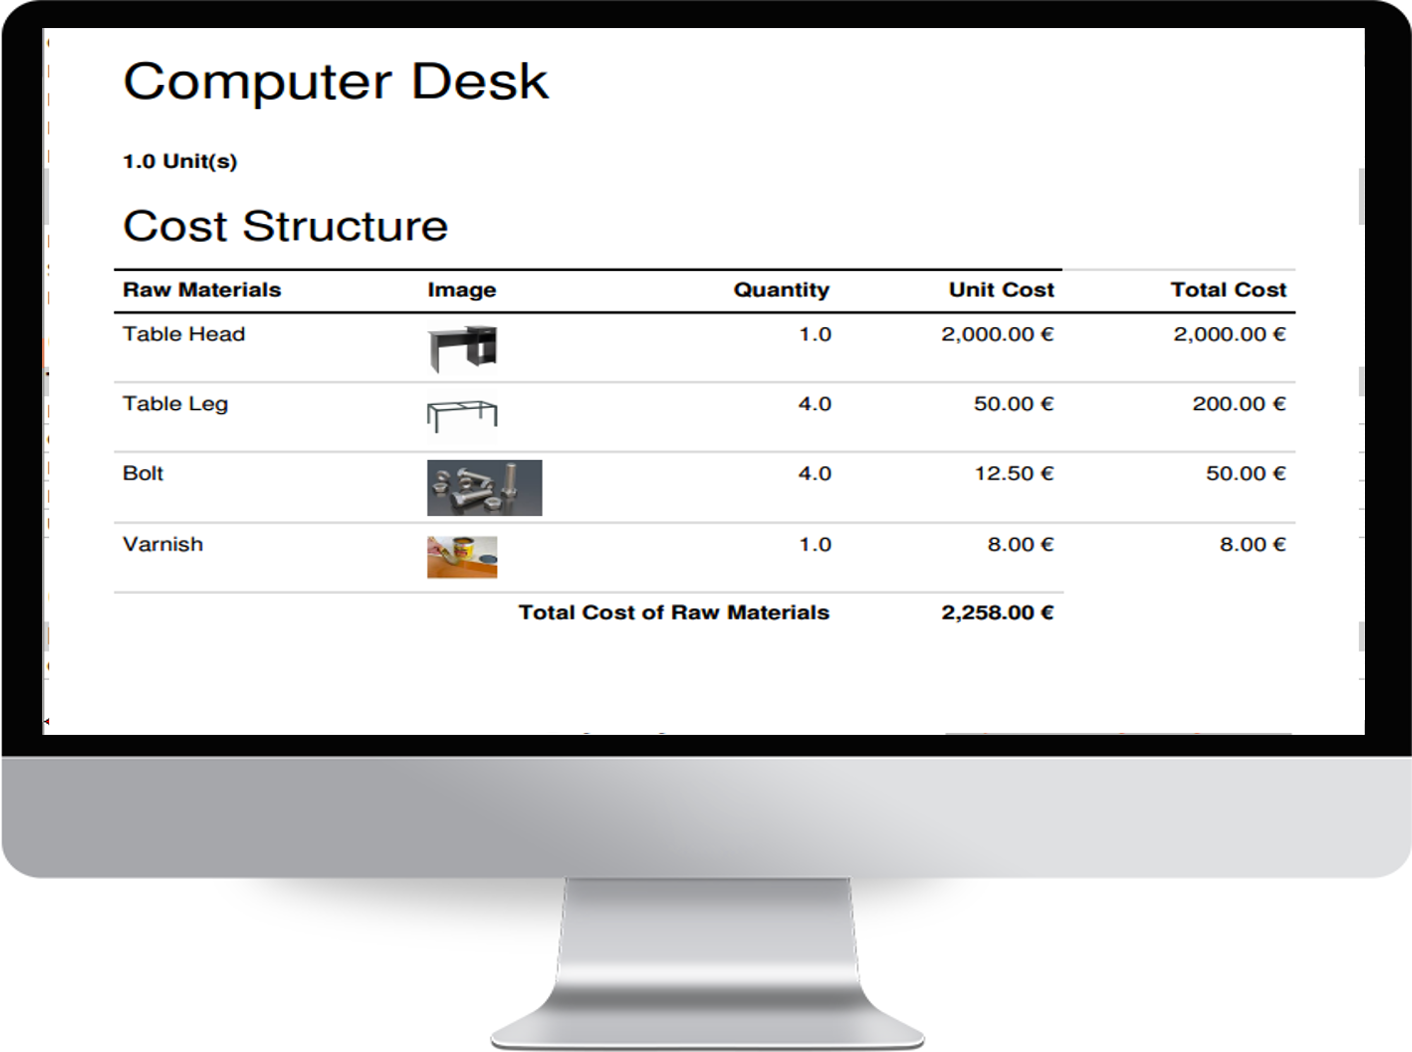 Computer Desk
1.0 Unit(s)
Cost Structure
Raw Materials Image Quantity Unit Cost Total Cost
Table Head 1.0 2,000.00 € 2,000.00 €
Table Leg 4.0 50.00 € 200.00 €
Bolt 4.0 12.50 € 50.00 €
Varnish 1.0 8.00 € 8.00 €
Total Cost of Raw Materials 2,258.00 €